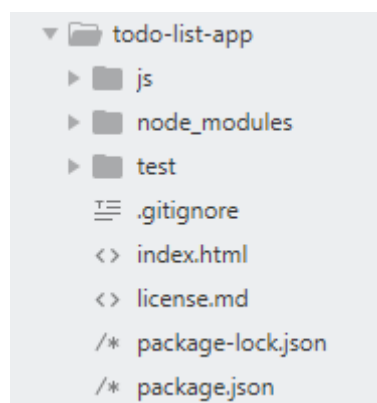 todo-list-app
js
node_modules
test
.gitignore
<> index.html
<> license.md
/* package-lock.json
/* package.json